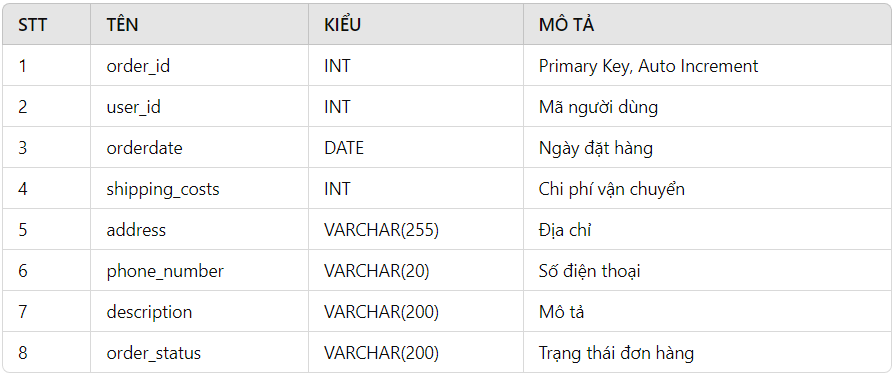 STT TÊN KIỂU MÔ TẢ
1 order_id INT Primary Key, Auto Increment
2 user_id INT Mã người dùng
3 orderdate DATE Ngày đặt hàng
4 shipping_costs INT Chi phí vận chuyển
5 address VARCHAR(255) Địa chỉ
6 phone_number VARCHAR(20) Số điện thoại
7 description VARCHAR(200) Mô tả
8 order_status VARCHAR(200) Trạng thái đơn hàng